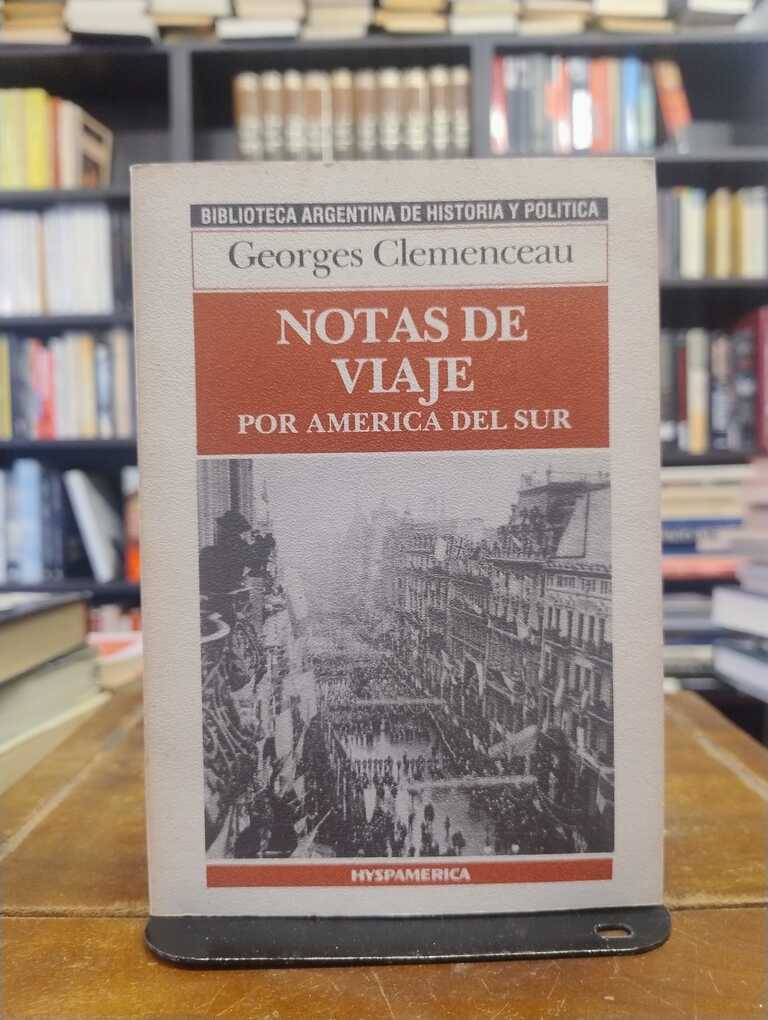 BIBLIOTECA ARGENTINA DE HISTORIA Y POLITICA
Georges Clemenceau
NOTAS DE
VIAJE
POR AMERICA DEL SUR
HYSPAMERICA